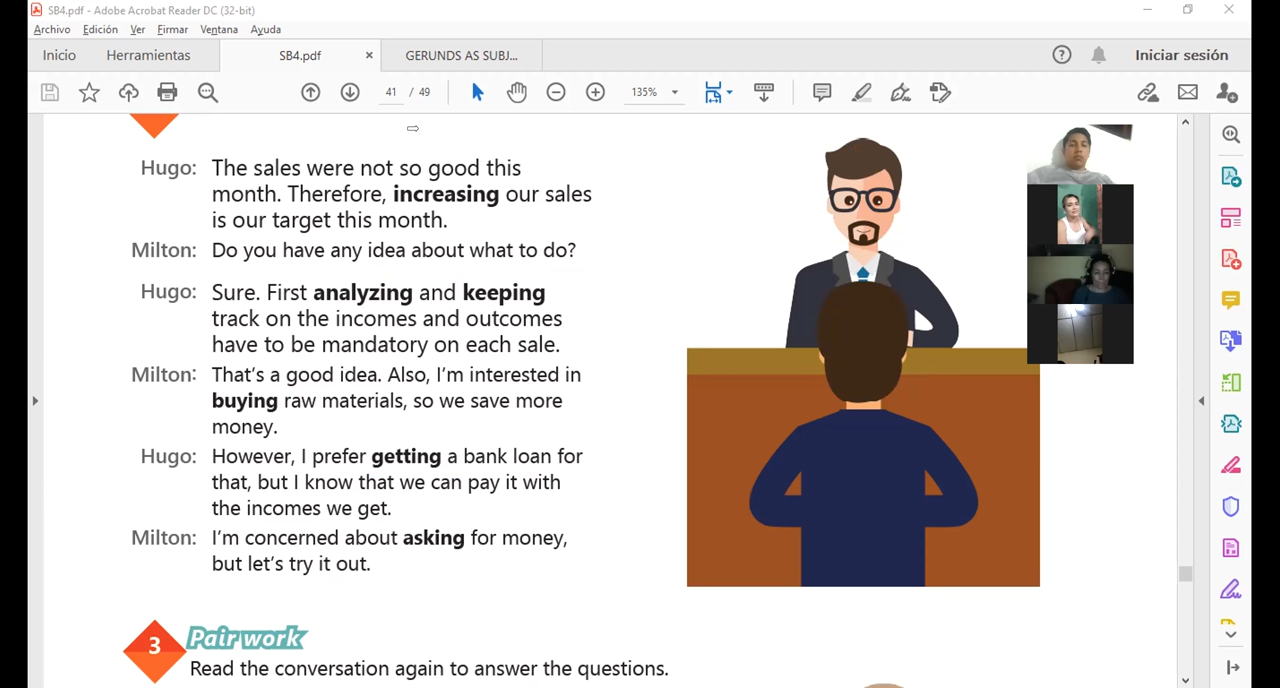 SB4.pdf - Adobe Acrobat Reader DC (32-bit)
Archivo Edición Ver Firmar Ventana Ayuda
Inicio Herramientas SB4.pdf × GERUNDS AS SUBJ... Iniciar sesión
41 / 49 135%
Hugo: The sales were not so good this
month. Therefore, increasing our sales
is our target this month.
Milton: Do you have any idea about what to do?
Hugo: Sure. First analyzing and keeping
track on the incomes and outcomes
have to be mandatory on each sale.
Milton: That's a good idea. Also, I'm interested in
buying raw materials, so we save more
money.
Hugo: However, I prefer getting a bank loan for
that, but I know that we can pay it with
the incomes we get.
Milton: I'm concerned about asking for money,
but let's try it out.
3 Pair work
Read the conversation again to answer the questions.